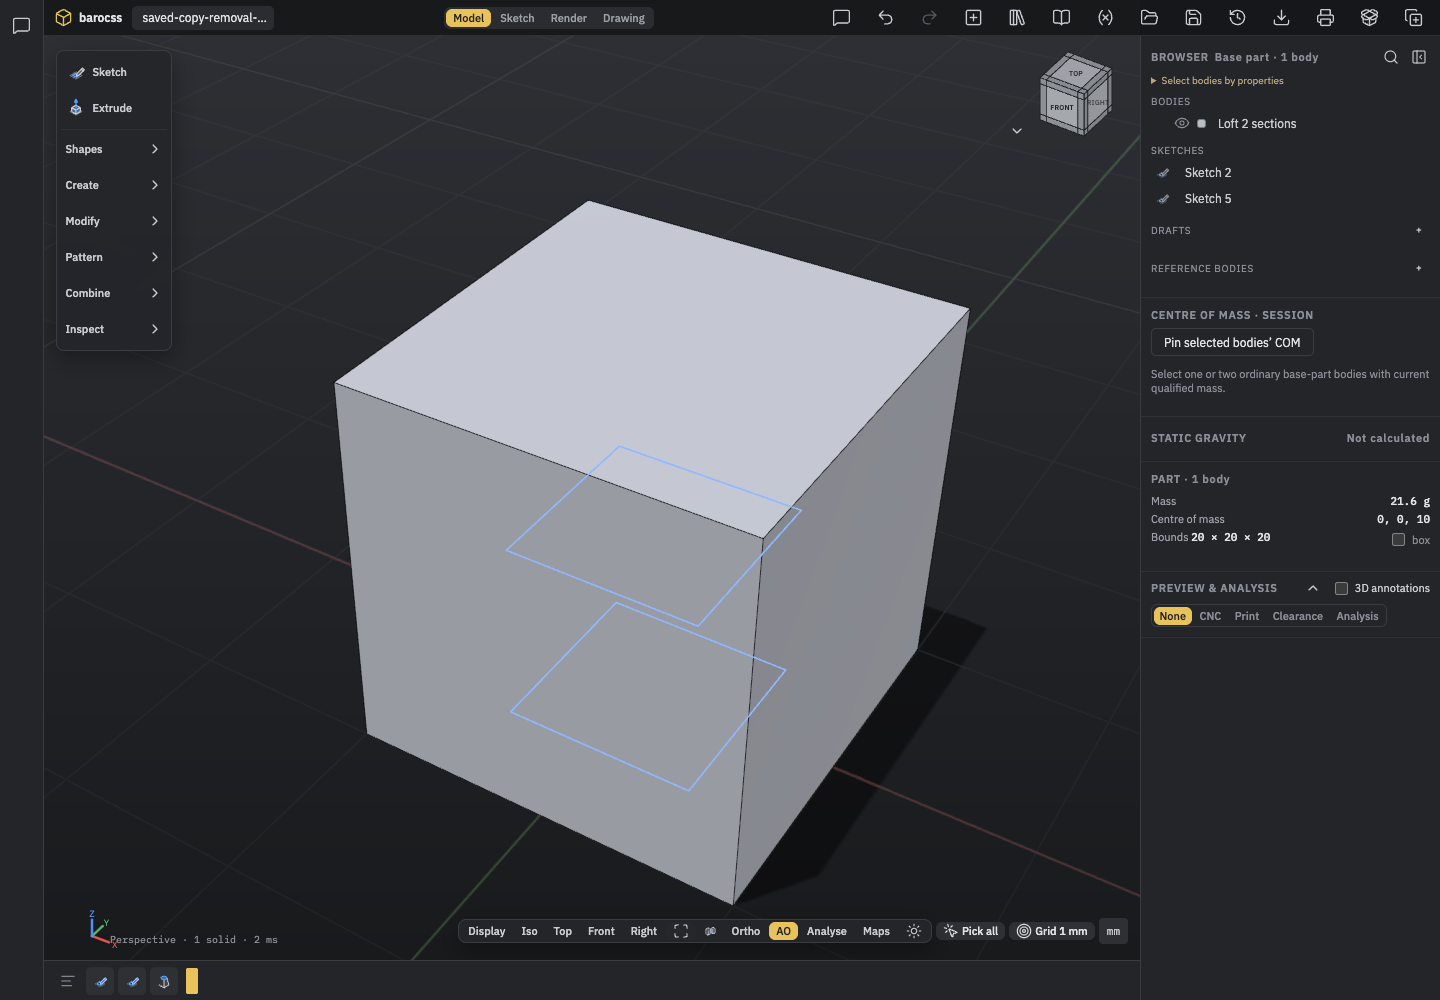 barocss
saved-copy-removal-...
Model
Sketch
Render
Drawing
Sketch
Extrude
Shapes
Create
Modify
Pattern
Combine
Inspect
TOP
FRONT
RIGHT
BROWSER Base part · 1 body
Select bodies by properties
BODIES
Loft 2 sections
SKETCHES
Sketch 2
Sketch 5
DRAFTS
+
REFERENCE BODIES
+
CENTRE OF MASS · SESSION
Pin selected bodies’ COM
Select one or two ordinary base-part bodies with current
qualified mass.
STATIC GRAVITY Not calculated
PART · 1 body
Mass 21.6 g
Centre of mass 0, 0, 10
Bounds 20 × 20 × 20 box
PREVIEW & ANALYSIS 3D annotations
None CNC Print Clearance Analysis
Z
Y
X
Perspective · 1 solid · 2 ms
Display Iso Top Front Right Ortho AO Analyse Maps
Pick all
Grid 1 mm
mm